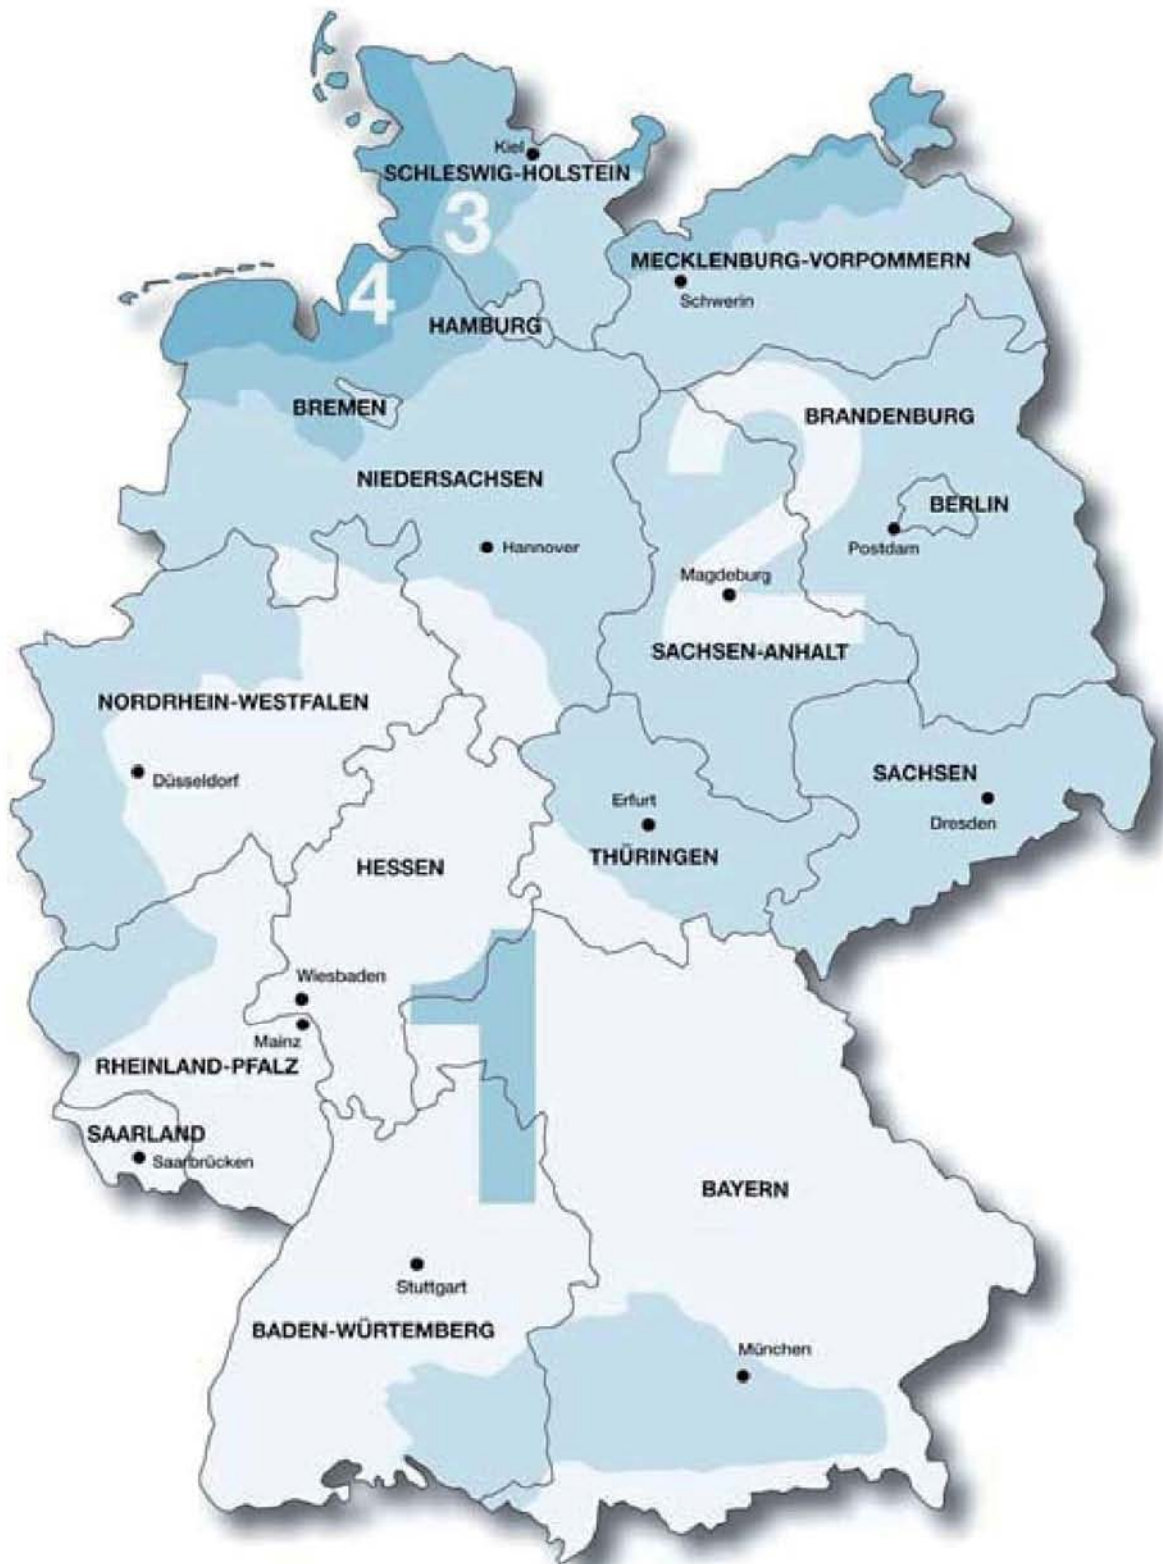 Kiel
SCHLESWIG-HOLSTEIN
3
MECKLENBURG-VORPOMMERN
4
Schwerin
HAMBURG
2
BREMEN
BRANDENBURG
NIEDERSACHSEN
BERLIN
Hannover
Postdam
Magdeburg
SACHSEN-ANHALT
NORDRHEIN-WESTFALEN
Düsseldorf
SACHSEN
Erfurt
Dresden
THÜRINGEN
HESSEN
Wiesbaden
1
Mainz
RHEINLAND-PFALZ
SAARLAND
Saarbrücken
BAYERN
Stuttgart
BADEN-WÜRTEMBERG
München